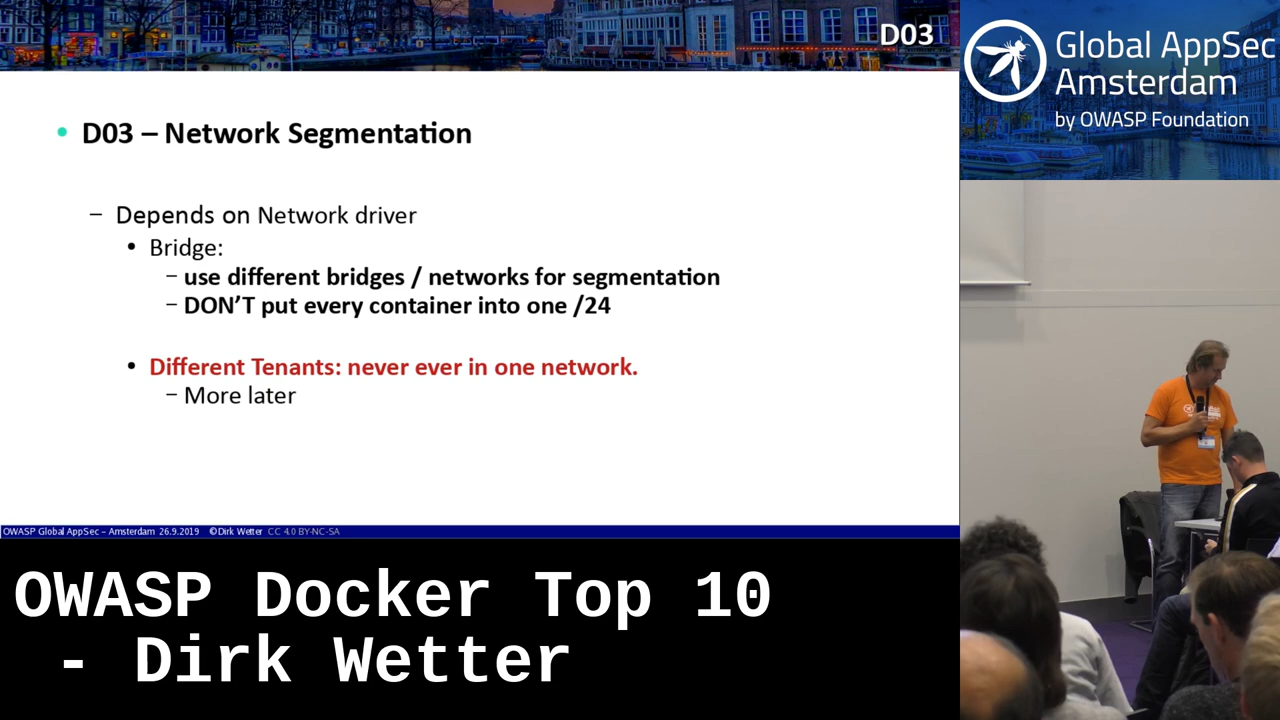 D03
Global AppSec
Amsterdam
by OWASP Foundation
• D03 – Network Segmentation
– Depends on Network driver
• Bridge:
– use different bridges / networks for segmentation
– DON’T put every container into one /24
• Different Tenants: never ever in one network.
– More later
OWASP Global AppSec – Amsterdam 26.9.2019 ©Dirk Wetter CC 4.0 BY-NC-SA
OWASP Docker Top 10
- Dirk Wetter